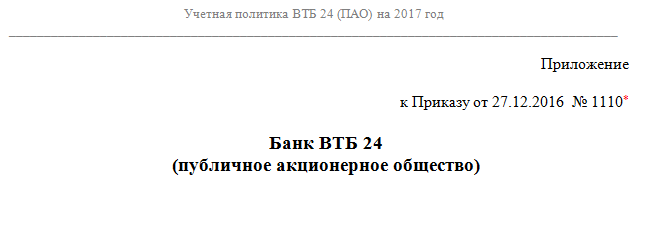 Учетная политика ВТБ 24 (ПАО) на 2017 год
Приложение
к Приказу от 27.12.2016 № 1110*
Банк ВТБ 24
(публичное акционерное общество)